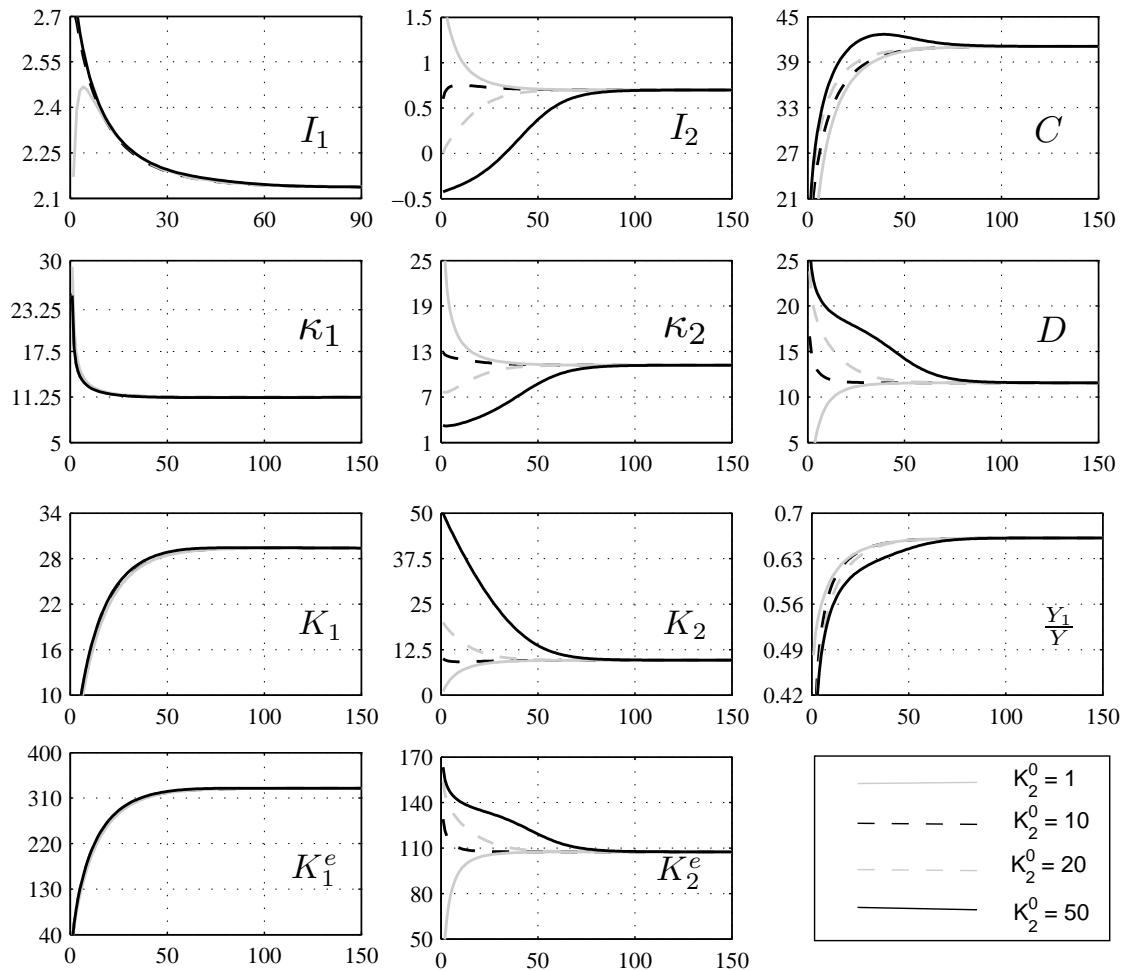 2.7
2.55
2.4
2.25
2.1
I₁
0 30 60 90
1.5
1
0.5
0
−0.5
I₂
0 50 100 150
45
39
33
27
21
C
0 50 100 150
30
23.25
17.5
11.25
5
κ₁
0 50 100 150
25
19
13
7
1
κ₂
0 50 100 150
25
20
15
10
5
D
0 50 100 150
34
28
22
16
10
K₁
0 50 100 150
50
37.5
25
12.5
0
K₂
0 50 100 150
0.7
0.63
0.56
0.49
0.42
Y₁/Y
0 50 100 150
400
310
220
130
40
K₁ᵉ
0 50 100 150
170
140
110
80
50
K₂ᵉ
0 50 100 150
K₂⁰ = 1
K₂⁰ = 10
K₂⁰ = 20
K₂⁰ = 50